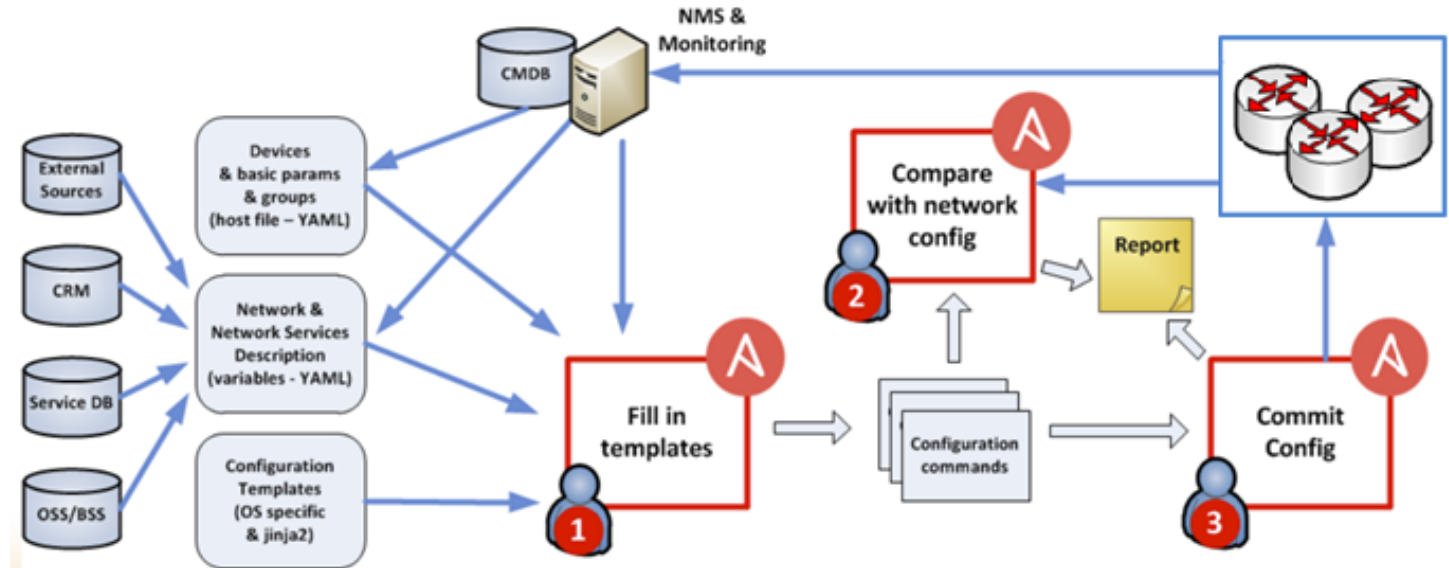 NMS &
Monitoring
CMDB
External
Sources
CRM
Service DB
OSS/BSS
Devices
& basic params
& groups
(host file – YAML)
Network &
Network Services
Description
(variables - YAML)
Configuration
Templates
(OS specific
& jinja2)
Fill in
templates
1
Configuration
commands
Compare
with network
config
2
Report
Commit
Config
3